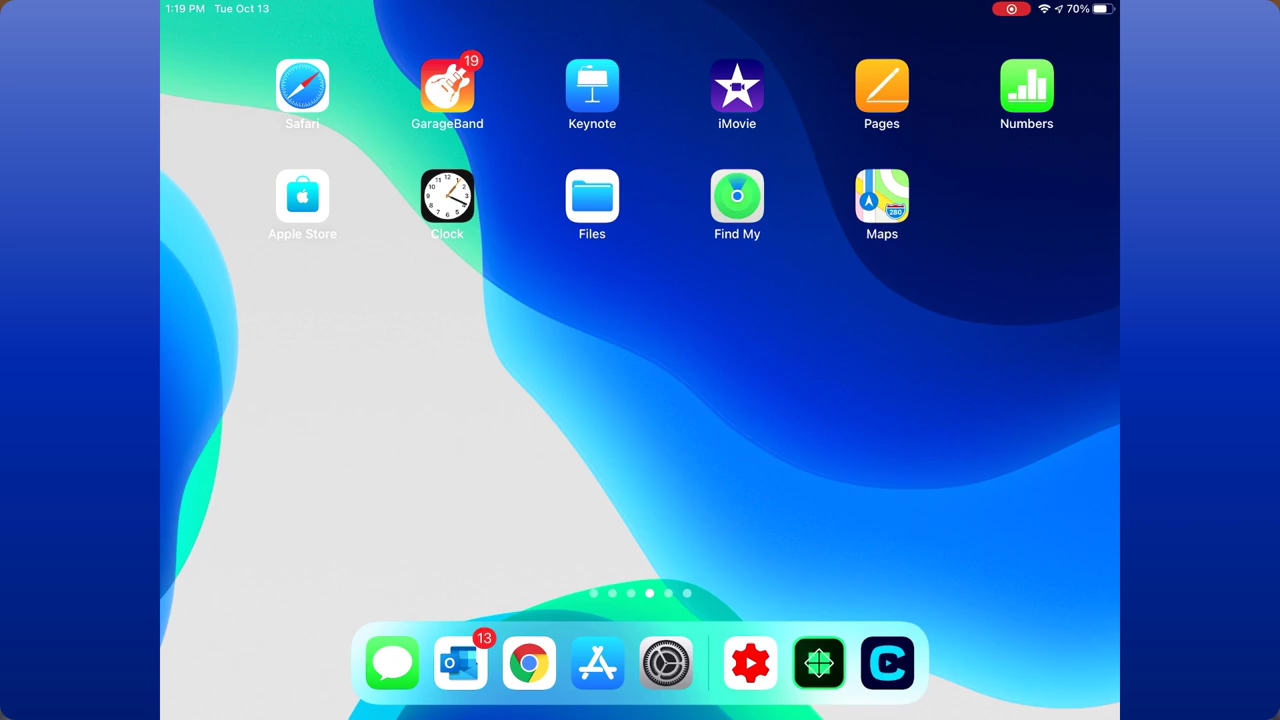 1:19 PM Tue Oct 13
70%
19
Safari
GarageBand
Keynote
iMovie
Pages
Numbers
280
Apple Store
Clock
Files
Find My
Maps
13